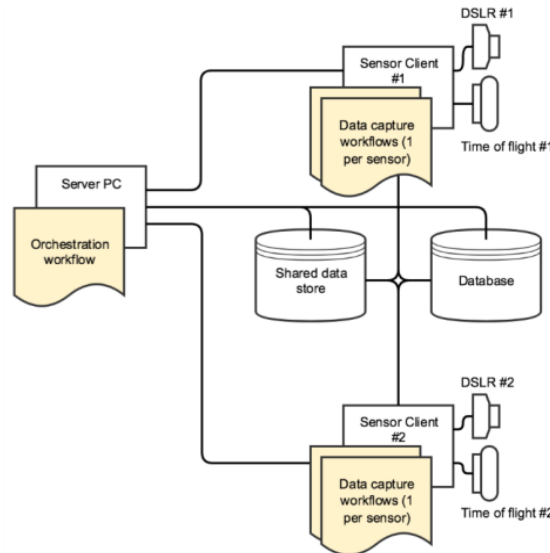 DSLR #1
Sensor Client
#1
Data capture
workflows (1
per sensor)
Time of flight #1
Server PC
Orchestration
workflow
Shared data
store
Database
DSLR #2
Sensor Client
#2
Data capture
workflows (1
per sensor)
Time of flight #2